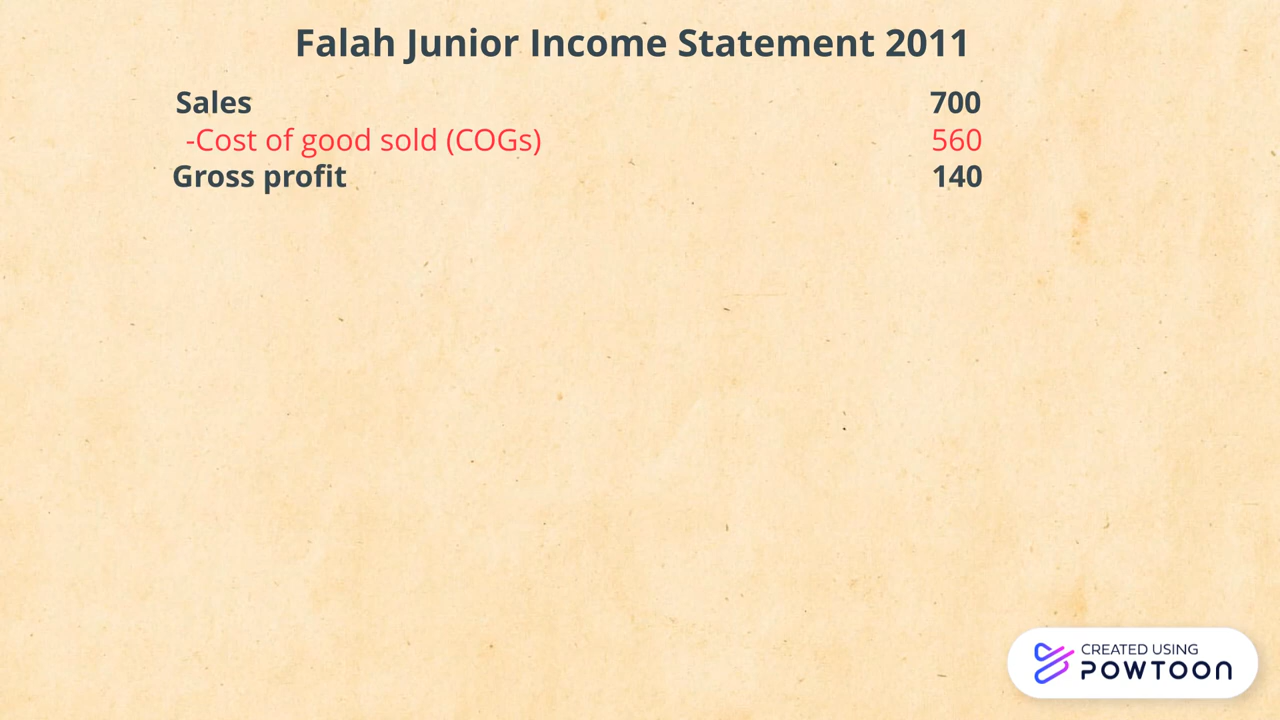 Falah Junior Income Statement 2011
Sales 700
-Cost of good sold (COGs) 560
Gross profit 140
CREATED USING
POWTOON